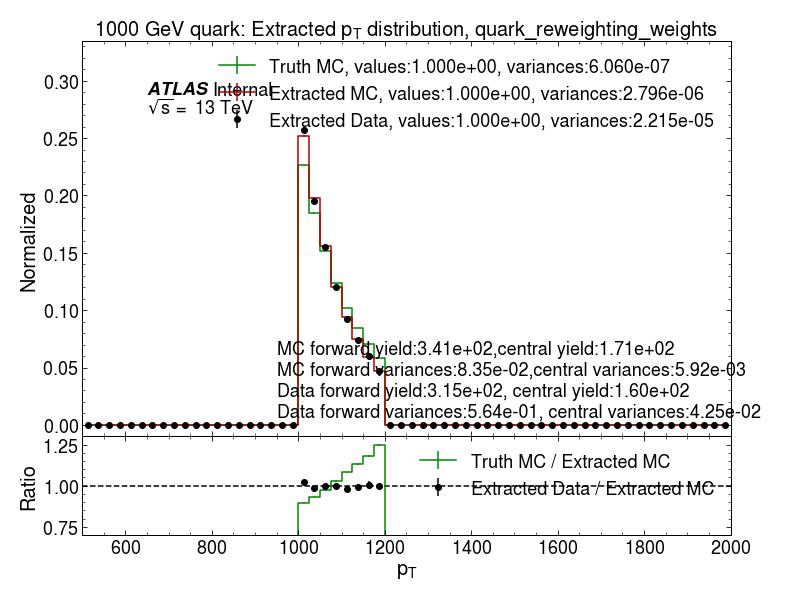 1000 GeV quark: Extracted pT distribution, quark_reweighting_weights
Truth MC, values:1.000e+00, variances:6.060e-07
ATLAS Internal
Extracted MC, values:1.000e+00, variances:2.796e-06
√s = 13 TeV
Extracted Data, values:1.000e+00, variances:2.215e-05
Normalized
0.30
0.25
0.20
0.15
0.10
0.05
0.00
MC forward yield:3.41e+02,central yield:1.71e+02
MC forward variances:8.35e-02,central variances:5.92e-03
Data forward yield:3.15e+02, central yield:1.60e+02
Data forward variances:5.64e-01, central variances:4.25e-02
Ratio
1.25
1.00
0.75
Truth MC / Extracted MC
Extracted Data / Extracted MC
600 800 1000 1200 1400 1600 1800 2000
pT